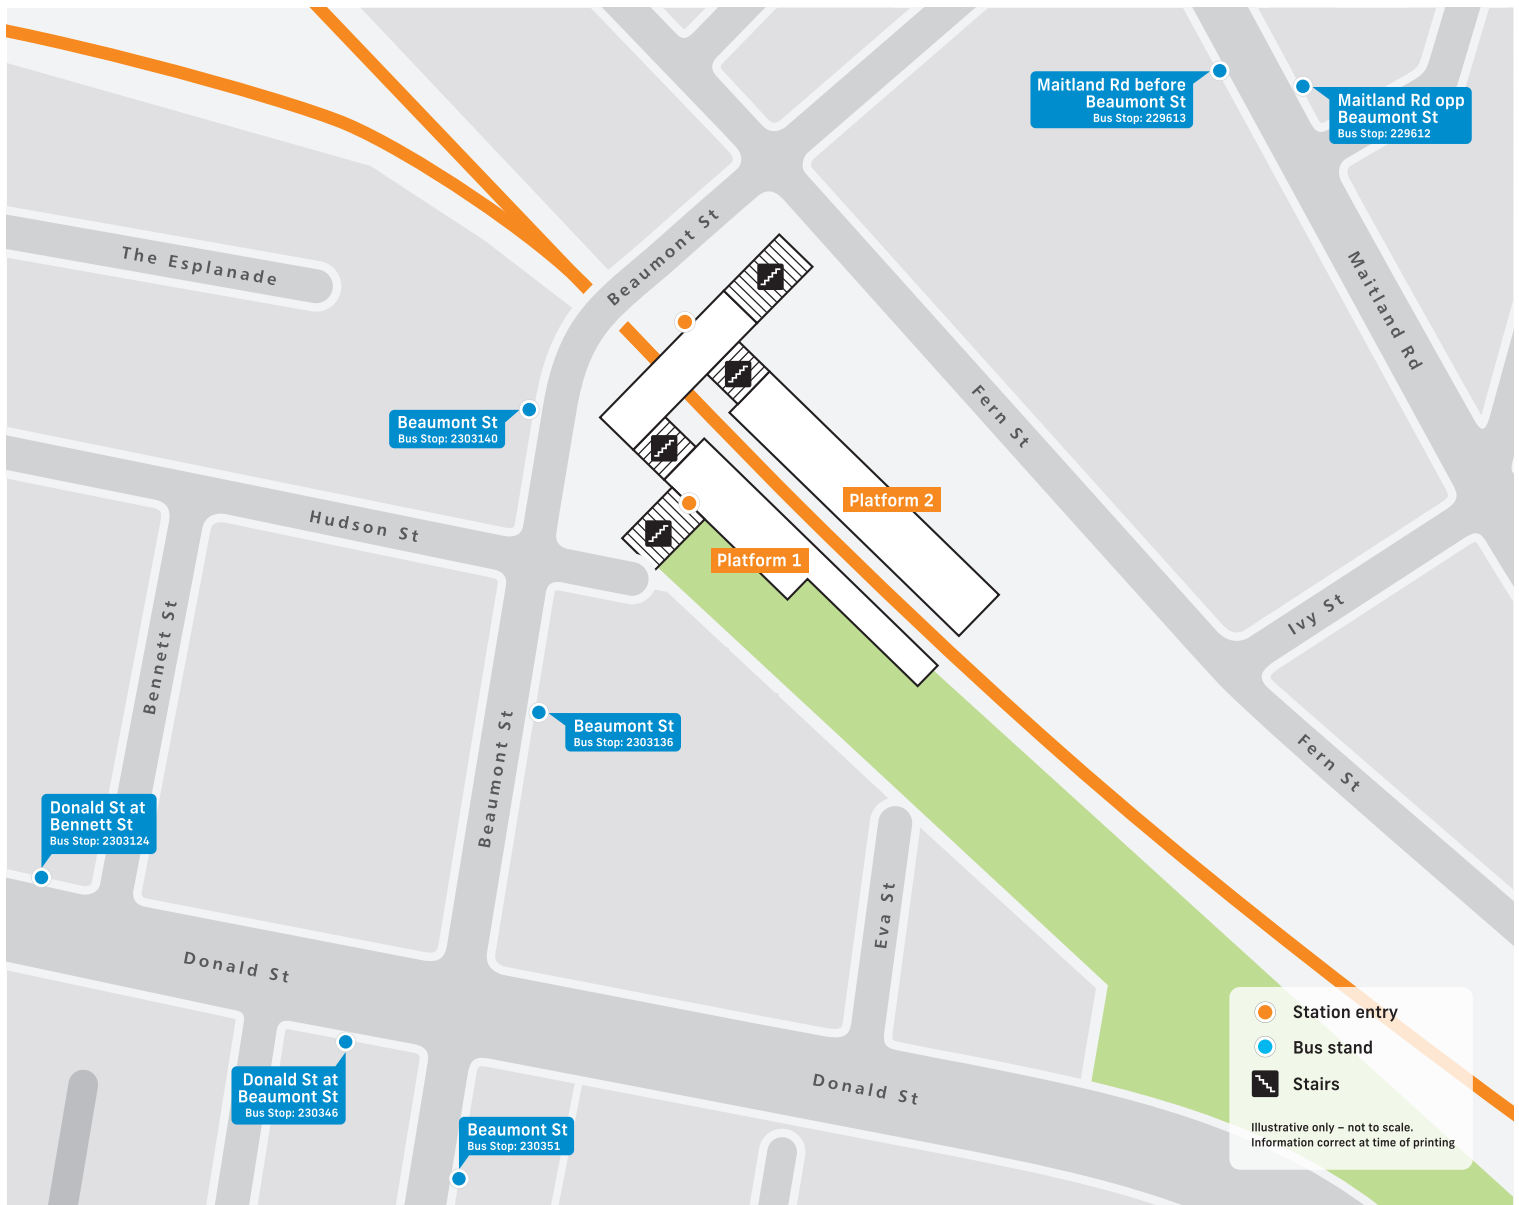 Maitland Rd before
Beaumont St
Bus Stop: 229613
Maitland Rd opp
Beaumont St
Bus Stop: 229612
Beaumont St
The Esplanade
Maitland Rd
Fern St
Beaumont St
Bus Stop: 2303140
Platform 2
Hudson St
Platform 1
Ivy St
Bennett St
Beaumont St
Bus Stop: 2303136
Beaumont St
Fern St
Donald St at
Bennett St
Bus Stop: 2303124
Eva St
Donald St
Station entry
Bus stand
Stairs
Illustrative only – not to scale.
Information correct at time of printing
Donald St at
Beaumont St
Bus Stop: 230346
Donald St
Beaumont St
Bus Stop: 230351